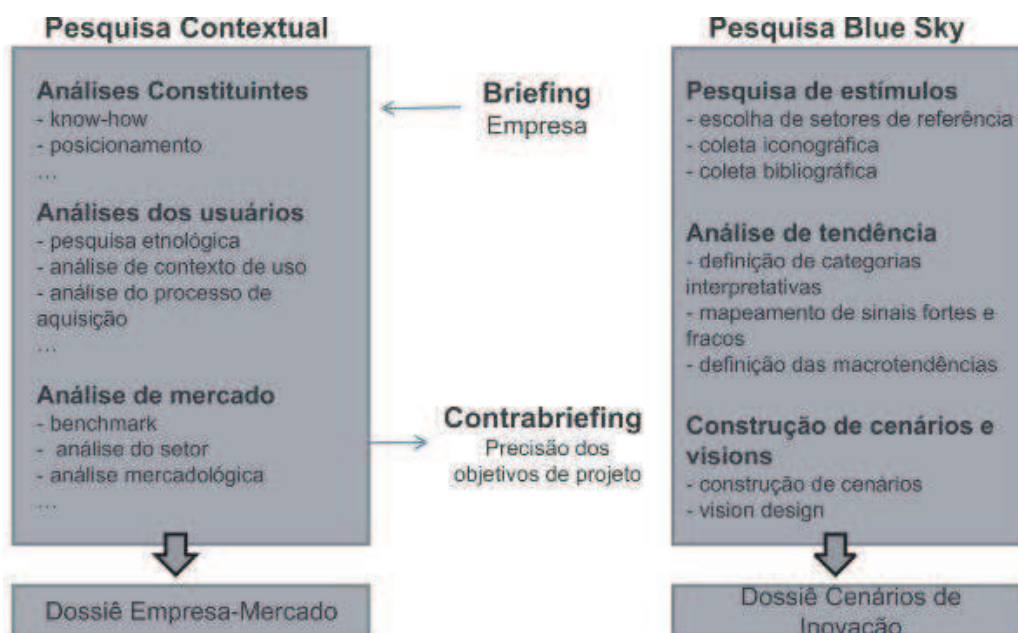 Pesquisa Contextual
Análises Constituintes
- know-how
- posicionamento
...
Análises dos usuários
- pesquisa etnológica
- análise de contexto de uso
- análise do processo de
aquisição
...
Análise de mercado
- benchmark
- análise do setor
- análise mercadológica
...
Dossiê Empresa-Mercado
Briefing
Empresa
Contrabriefing
Precisão dos
objetivos de projeto
Pesquisa Blue Sky
Pesquisa de estímulos
- escolha de setores de referência
- coleta iconográfica
- coleta bibliográfica
Análise de tendência
- definição de categorias
interpretativas
- mapeamento de sinais fortes e
fracos
- definição das macrotendências
Construção de cenários e
visions
- construção de cenários
- vision design
Dossiê Cenários de
Inovação